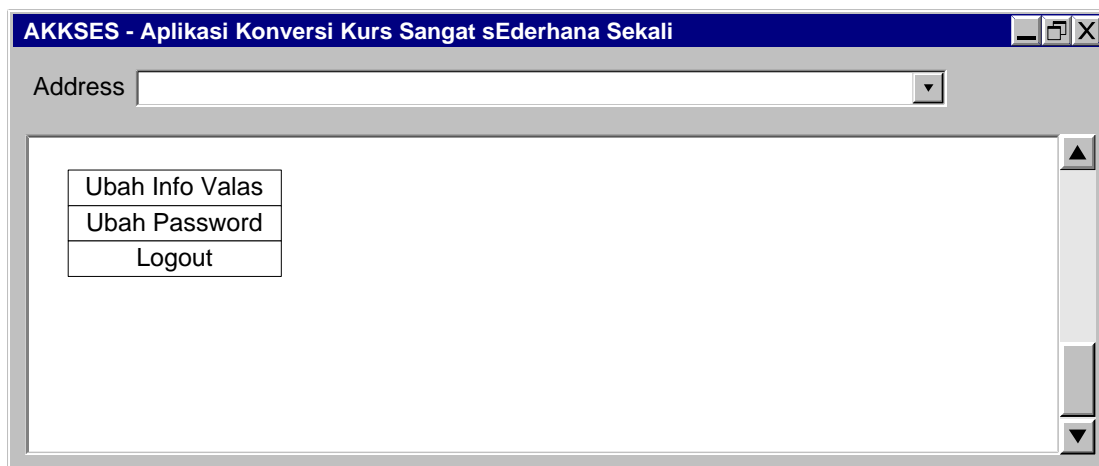 AKKSES - Aplikasi Konversi Kurs Sangat sEderhana Sekali
Address
Ubah Info Valas
Ubah Password
Logout